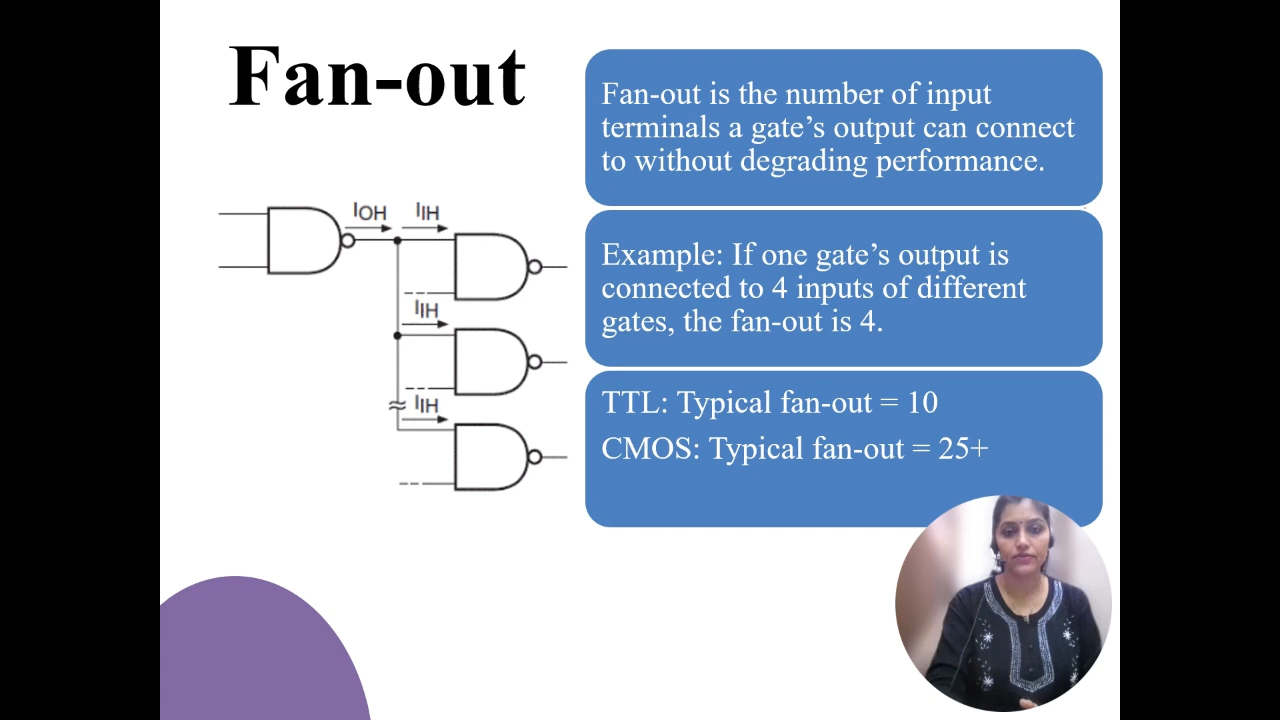 Fan-out
Fan-out is the number of input
terminals a gate’s output can connect
to without degrading performance.
Example: If one gate’s output is
connected to 4 inputs of different
gates, the fan-out is 4.
TTL: Typical fan-out = 10
CMOS: Typical fan-out = 25+
IOH
IIH
IIH
IIH